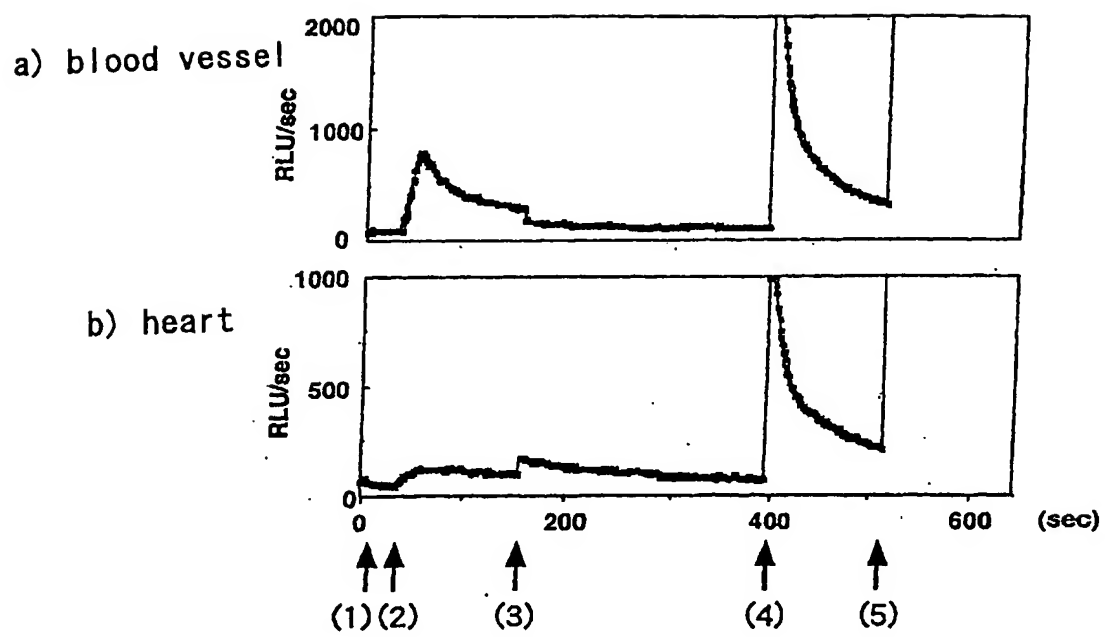 a) blood vessel
RLU/sec
2000
1000
0
b) heart
RLU/sec
1000
500
0
0 200 400 600 (sec)
(1) (2) (3) (4) (5)